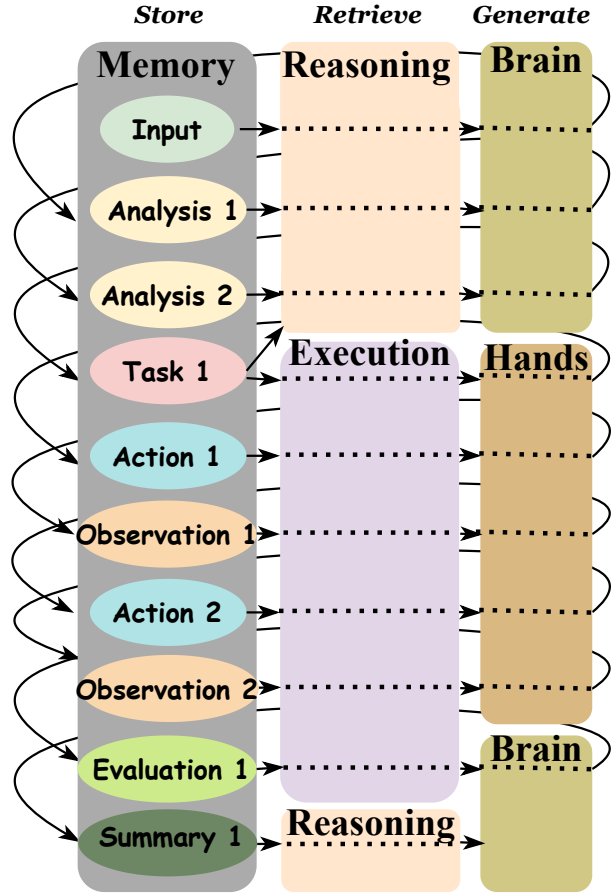 Store Retrieve Generate
Memory Reasoning Brain
Input
Analysis 1
Analysis 2
Task 1 Execution Hands
Action 1
Observation 1
Action 2
Observation 2
Evaluation 1 Brain
Summary 1 Reasoning